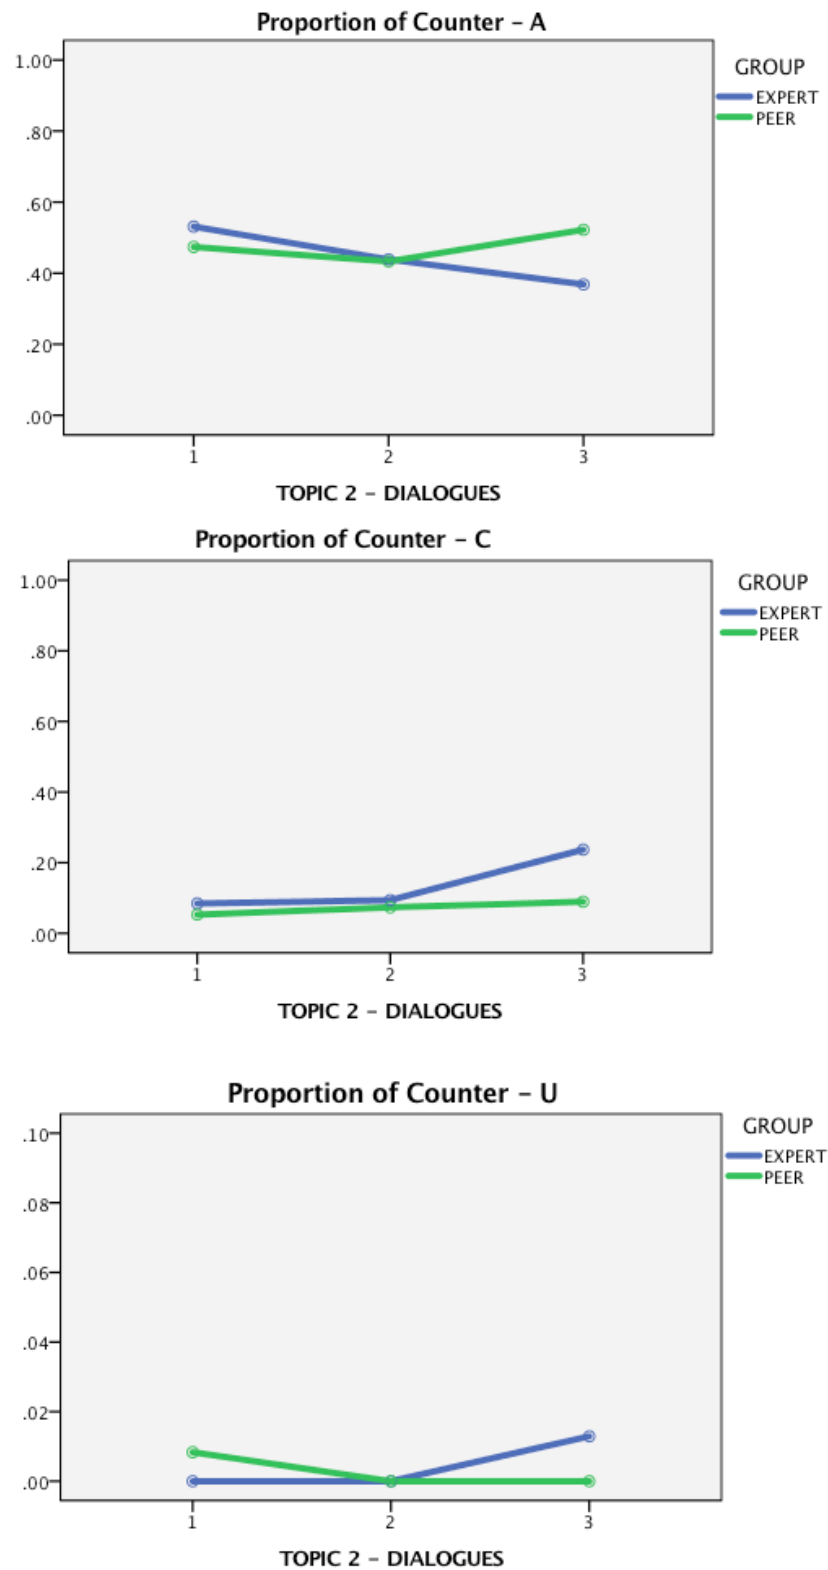 Proportion of Counter – A
1.00
.80
.60
.40
.20
.00
1 2 3
TOPIC 2 – DIALOGUES
GROUP
EXPERT
PEER
Proportion of Counter – C
1.00
.80
.60
.40
.20
.00
1 2 3
TOPIC 2 – DIALOGUES
GROUP
EXPERT
PEER
Proportion of Counter – U
.10
.08
.06
.04
.02
.00
1 2 3
TOPIC 2 – DIALOGUES
GROUP
EXPERT
PEER